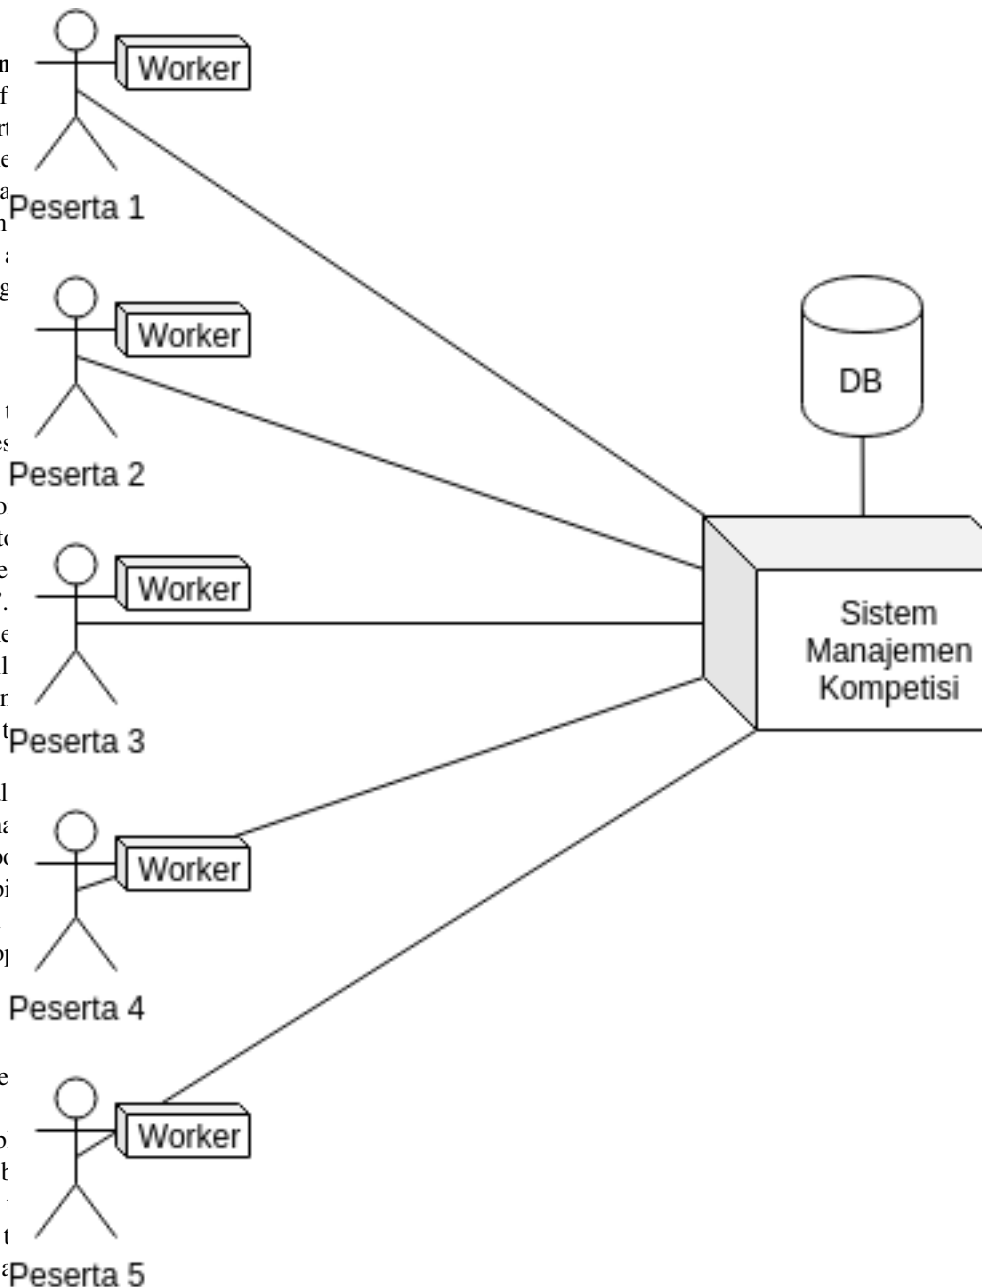 Worker
Peserta 1
Worker
Peserta 2
DB
Worker
Peserta 3
Sistem
Manajemen
Kompetisi
Worker
Peserta 4
Worker
Peserta 5